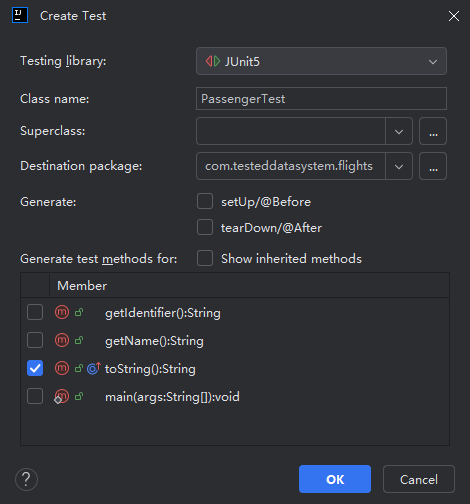 IJ Create Test
Testing library: JUnit5
Class name: PassengerTest
Superclass: ...
Destination package: com.testeddatasystem.flights ...
Generate: setUp/@Before
tearDown/@After
Generate test methods for: Show inherited methods
Member
m getIdentifier():String
m getName():String
m toString():String
m main(args:String[]):void
? OK Cancel